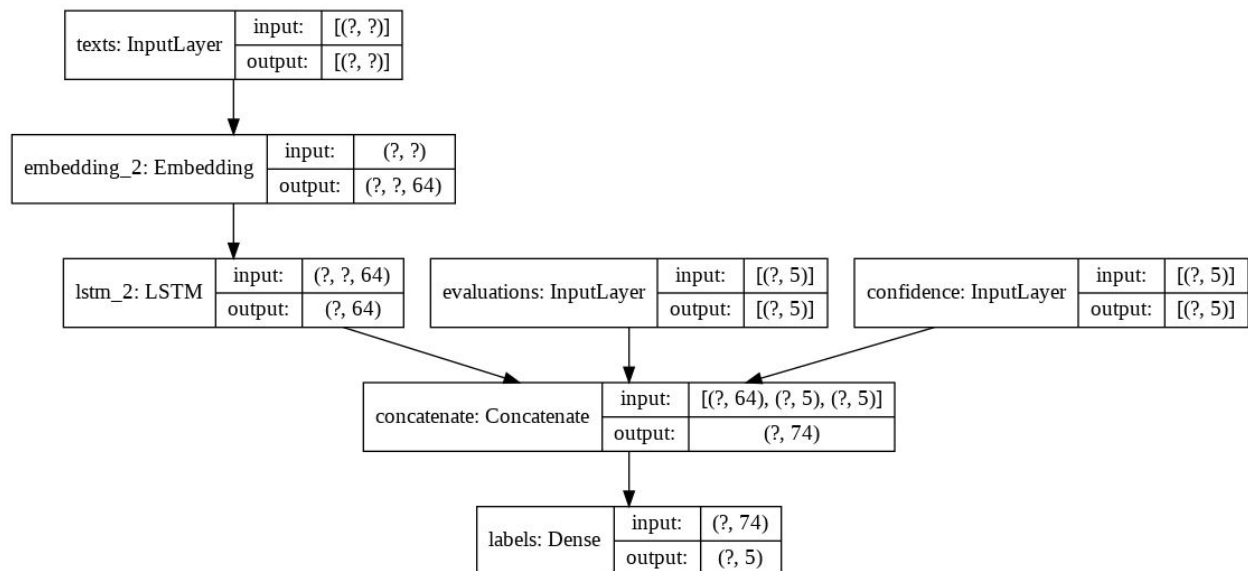 texts: InputLayer
input: [(?, ?)]
output: [(?, ?)]
embedding_2: Embedding
input: (?, ?)
output: (?, ?, 64)
lstm_2: LSTM
input: (?, ?, 64)
output: (?, 64)
evaluations: InputLayer
input: [(?, 5)]
output: [(?, 5)]
confidence: InputLayer
input: [(?, 5)]
output: [(?, 5)]
concatenate: Concatenate
input: [(?, 64), (?, 5), (?, 5)]
output: (?, 74)
labels: Dense
input: (?, 74)
output: (?, 5)